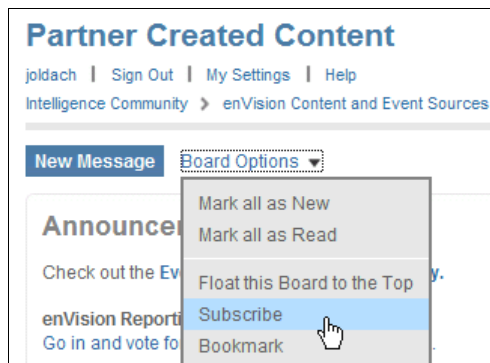 Partner Created Content
joldach | Sign Out | My Settings | Help
Intelligence Community > enVision Content and Event Sources
New Message Board Options ▼
Mark all as New
Announce
Mark all as Read
Check out the Ev y.
Float this Board to the Top
enVision Reporti
Subscribe
Go in and vote fo .
Bookmark